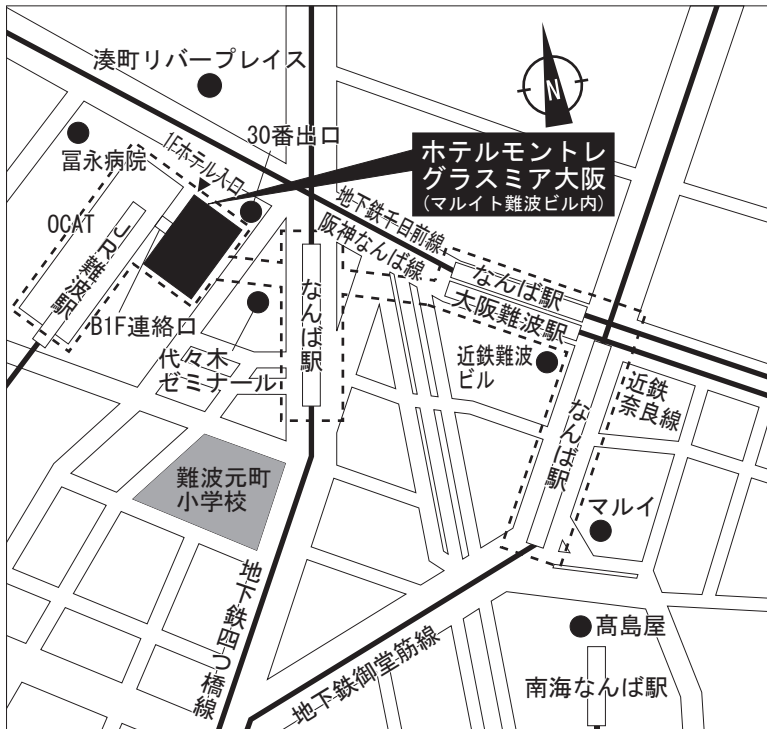 湊町リバープレイス
30番出口
冨永病院
1Fホテル入口
N
ホテルモントレ
グラスミア大阪
(マルイト難波ビル内)
OCAT
JR難波駅
地下鉄千日前線
阪神なんば線
なんば駅
大阪難波駅
B1F連絡口
代々木
ゼミナール
なんば駅
近鉄難波
ビル
近鉄
奈良線
なんば駅
難波元町
小学校
マルイ
地下鉄四つ橋線
地下鉄御堂筋線
髙島屋
南海なんば駅